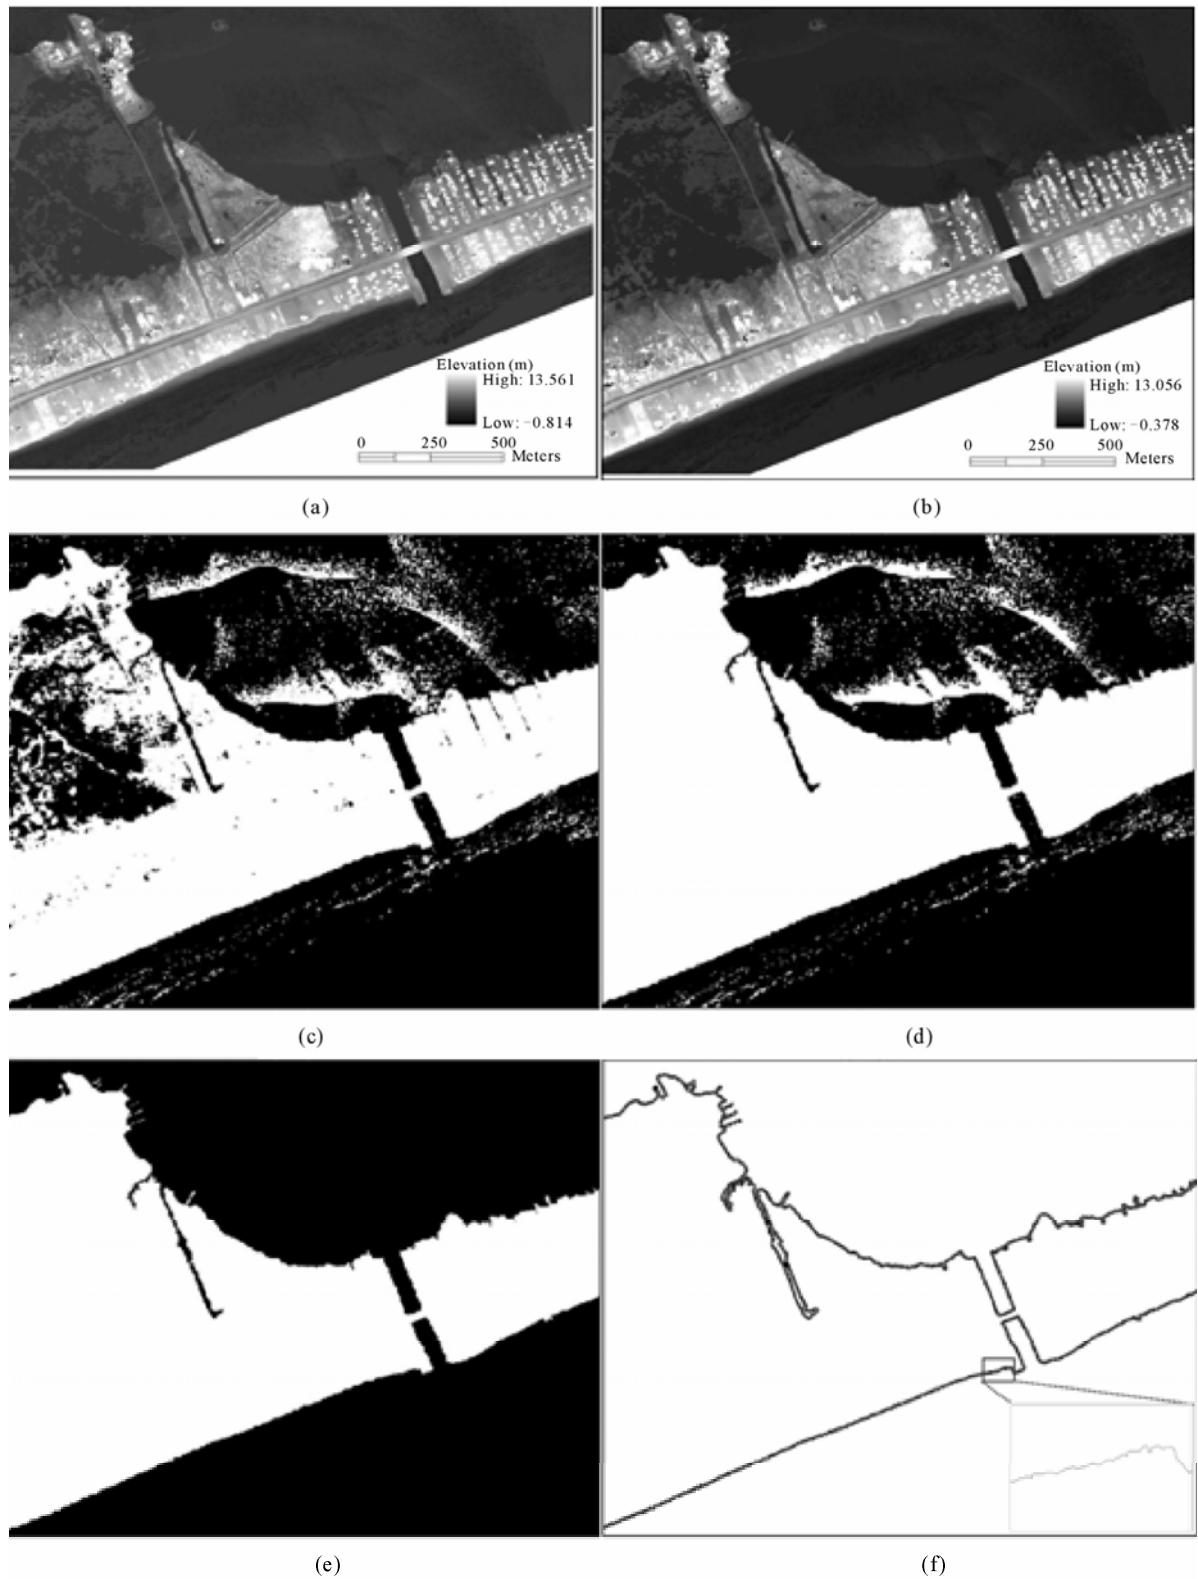 Elevation (m)
High: 13.561
Low: −0.814
0 250 500
Meters
(a)
Elevation (m)
High: 13.056
Low: −0.378
0 250 500
Meters
(b)
(c)
(d)
(e)
(f)